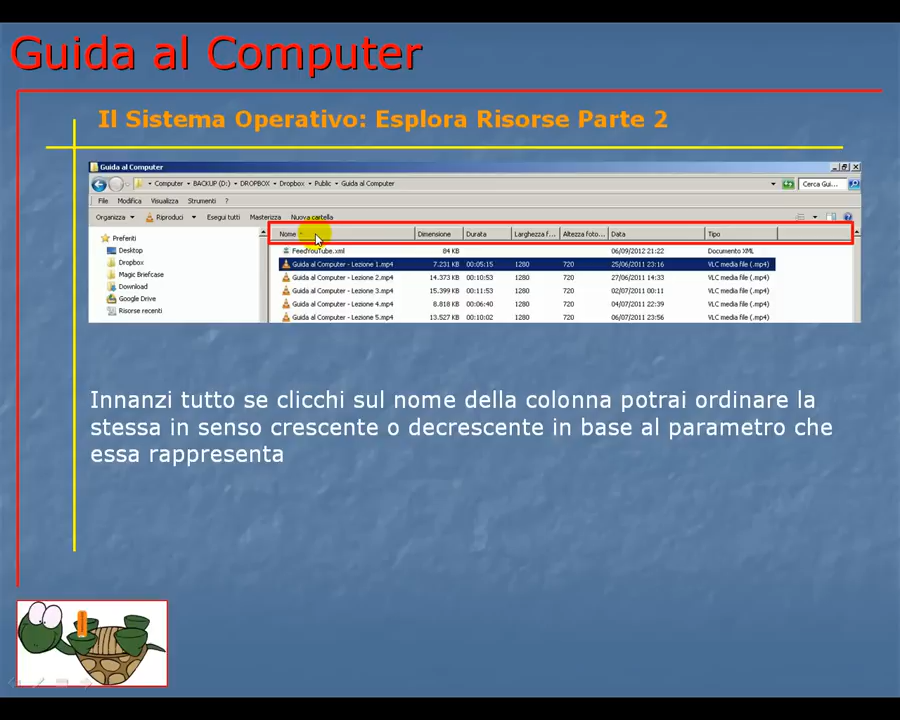 Guida al Computer
Il Sistema Operativo: Esplora Risorse Parte 2
Guida al Computer
Computer BACKUP (D:) DROPBOX Dropbox Public Guida al Computer Cerca Gui...
File Modifica Visualizza Strumenti ?
Organizza Riproduci Esegui tutti Masterizza Nuova cartella
Nome Dimensione Durata Larghezza f... Altezza foto... Data Tipo
Preferiti
Desktop
Dropbox
Magic Briefcase
Download
Google Drive
Risorse recenti
FeedYouTube.xml 84 KB 06/09/2012 21:22 Documento XML
Guida al Computer - Lezione 1.mp4 7.231 KB 00:05:15 1280 720 25/06/2011 23:16 VLC media file (.mp4)
Guida al Computer - Lezione 2.mp4 14.373 KB 00:10:53 1280 720 27/06/2011 14:33 VLC media file (.mp4)
Guida al Computer - Lezione 3.mp4 15.399 KB 00:11:53 1280 720 02/07/2011 00:11 VLC media file (.mp4)
Guida al Computer - Lezione 4.mp4 8.818 KB 00:06:40 1280 720 04/07/2011 22:39 VLC media file (.mp4)
Guida al Computer - Lezione 5.mp4 13.527 KB 00:10:02 1280 720 06/07/2011 23:56 VLC media file (.mp4)
Innanzi tutto se clicchi sul nome della colonna potrai ordinare la
stessa in senso crescente o decrescente in base al parametro che
essa rappresenta